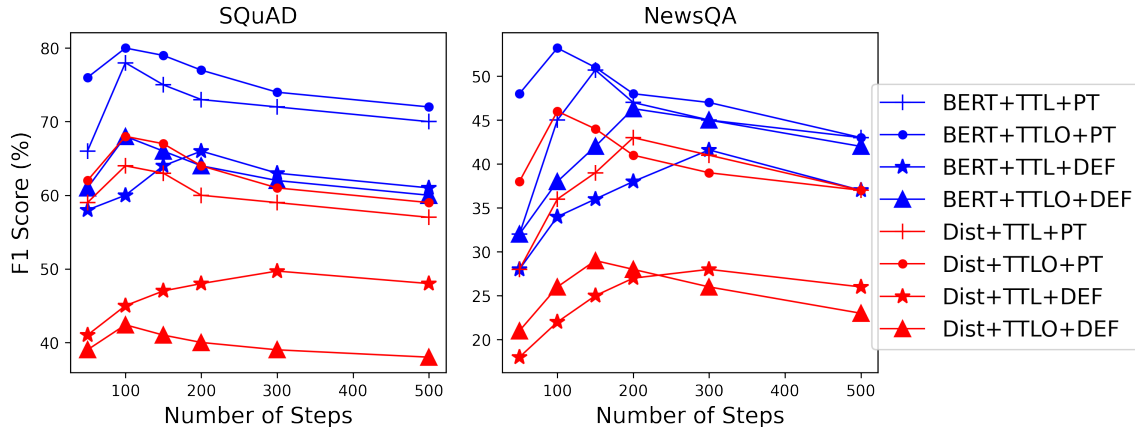 SQuAD
NewsQA
F1 Score (%)
80
70
60
50
40
100
200
300
400
500
Number of Steps
50
45
40
35
30
25
20
100
200
300
400
500
Number of Steps
BERT+TTL+PT
BERT+TTLO+PT
BERT+TTL+DEF
BERT+TTLO+DEF
Dist+TTL+PT
Dist+TTLO+PT
Dist+TTL+DEF
Dist+TTLO+DEF